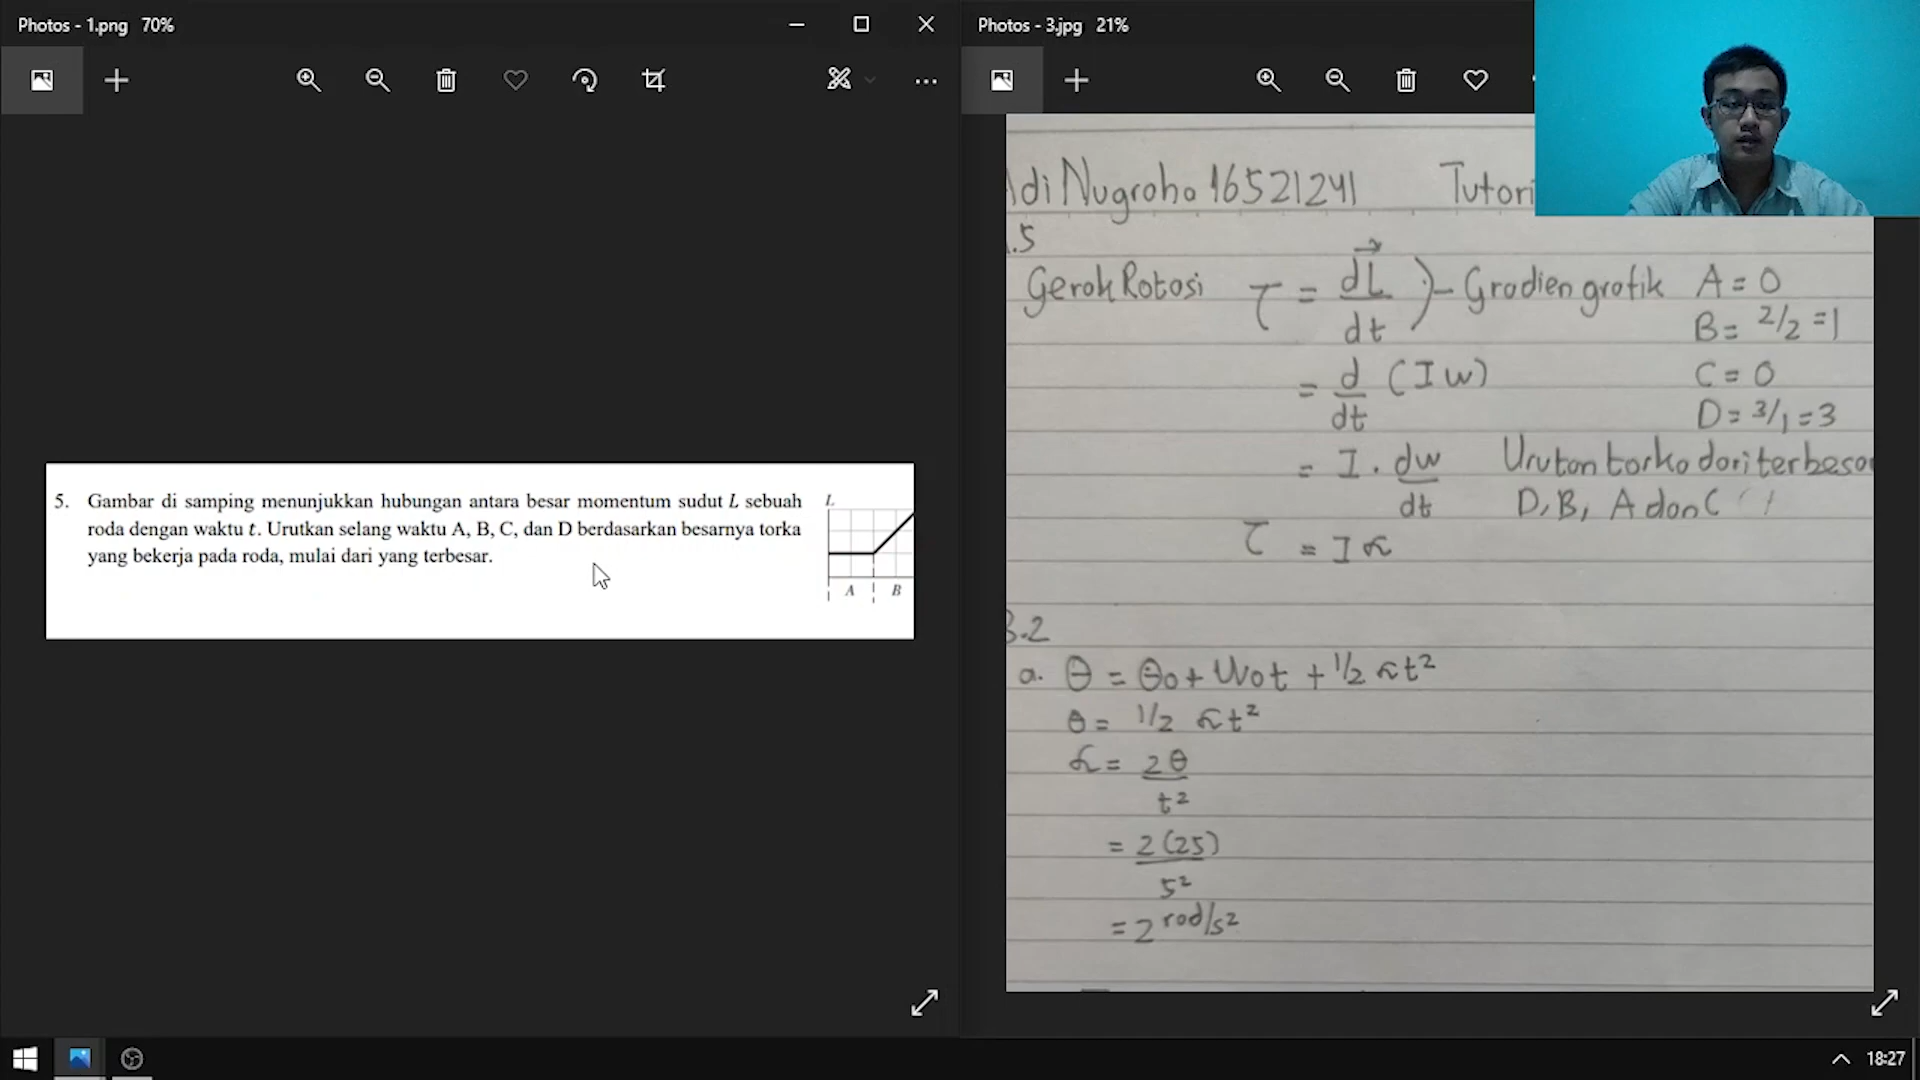 Photos - 1.png 70%
5. Gambar di samping menunjukkan hubungan antara besar momentum sudut L sebuah
roda dengan waktu t. Urutkan selang waktu A, B, C, dan D berdasarkan besarnya torka
yang bekerja pada roda, mulai dari yang terbesar.
L
A B
Photos - 3.jpg 21%
di Nugroho 16521241 Tutori
.5
Gerak Rotasi τ = dL/dt - Gradien grafik A = 0
B = 2/2 = 1
= d/dt (Iω) C = 0
D = 3/1 = 3
= I . dω/dt Urutan torka dari terbesa
D, B, A dan C
τ = Iα
3.2
a. θ = θ0 + ω0t + 1/2 αt²
θ = 1/2 αt²
α = 2θ/t²
= 2(25)/5²
= 2 rad/s²
18:27